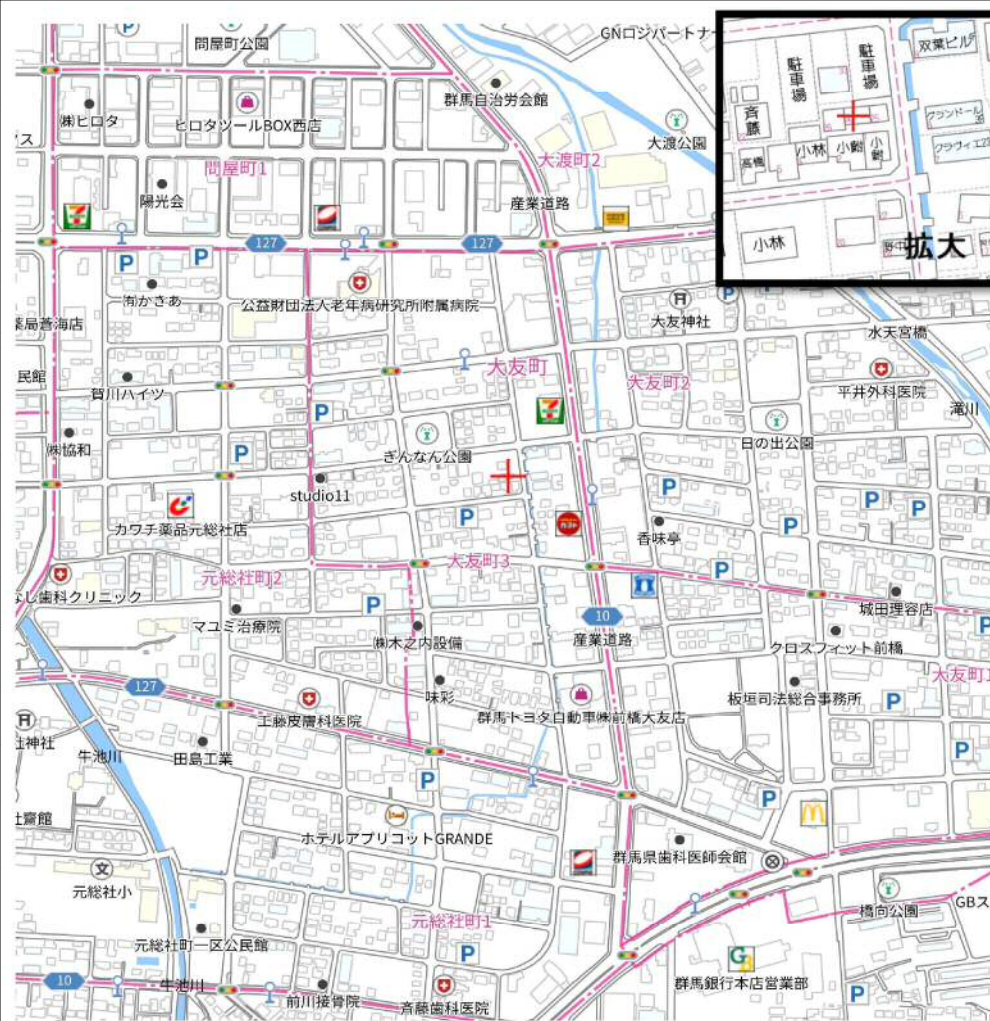 問屋町公園
GNロジパートナー
双葉ビル
駐車場
駐車場
斉藤
グランドール
クラヴィエ21
高橋
小林
小林
拡大
㈱ヒロタ
ヒロタツールBOX西店
群馬自治労会館
大渡公園
問屋町1
大渡町2
陽光会
産業道路
127
127
㈲かきあ
公益財団法人老年病研究所附属病院
大友神社
薬局蒼海店
水天宮橋
民館
賀川ハイツ
大友町
大友町2
平井外科医院
滝川
㈱協和
ぎんなん公園
日の出公園
studio11
カワチ薬品元総社店
香味亭
元総社町2
大友町3
なし歯科クリニック
城田理容店
マユミ治療院
㈱木之内設備
10
産業道路
クロスフィット前橋
127
味彩
大友町1
工藤皮膚科医院
群馬トヨタ自動車㈱前橋大友店
板垣司法総合事務所
社神社
牛池川
田島工業
社齋館
ホテルアプリコットGRANDE
群馬県歯科医師会館
元総社小
元総社町1
橋向公園
GBス
元総社町一区公民館
10
牛池川
前川接骨院
斉藤歯科医院
群馬銀行本店営業部